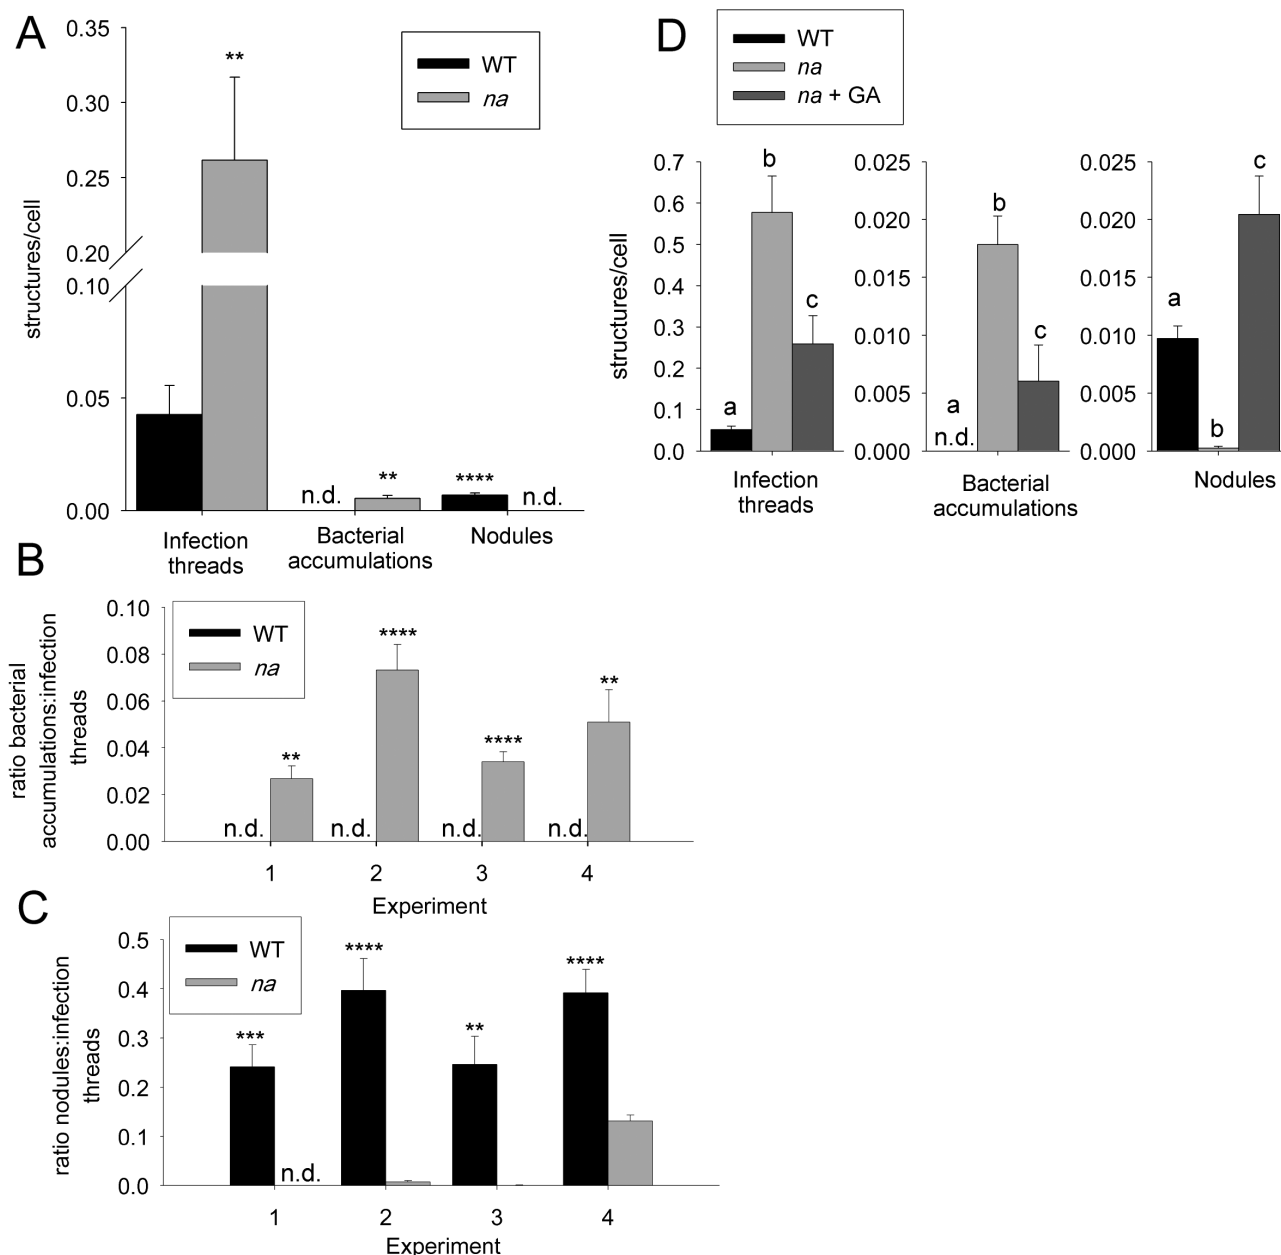 A
0.35
0.30
0.25
0.20
0.10
0.05
0.00
structures/cell
**
WT
na
n.d.
**
****
n.d.
Infection
threads
Bacterial
accumulations
Nodules
D
WT
na
na + GA
structures/cell
0.7
0.6
0.5
0.4
0.3
0.2
0.1
0.0
a
b
c
Infection
threads
0.025
0.020
0.015
0.010
0.005
0.000
a
n.d.
b
c
Bacterial
accumulations
0.025
0.020
0.015
0.010
0.005
0.000
a
b
c
Nodules
B
ratio bacterial
accumulations:infection
threads
0.10
0.08
0.06
0.04
0.02
0.00
WT
na
n.d.
**
n.d.
****
n.d.
****
n.d.
**
1 2 3 4
Experiment
C
ratio nodules:infection
threads
0.5
0.4
0.3
0.2
0.1
0.0
WT
na
***
n.d.
****
**
****
1 2 3 4
Experiment